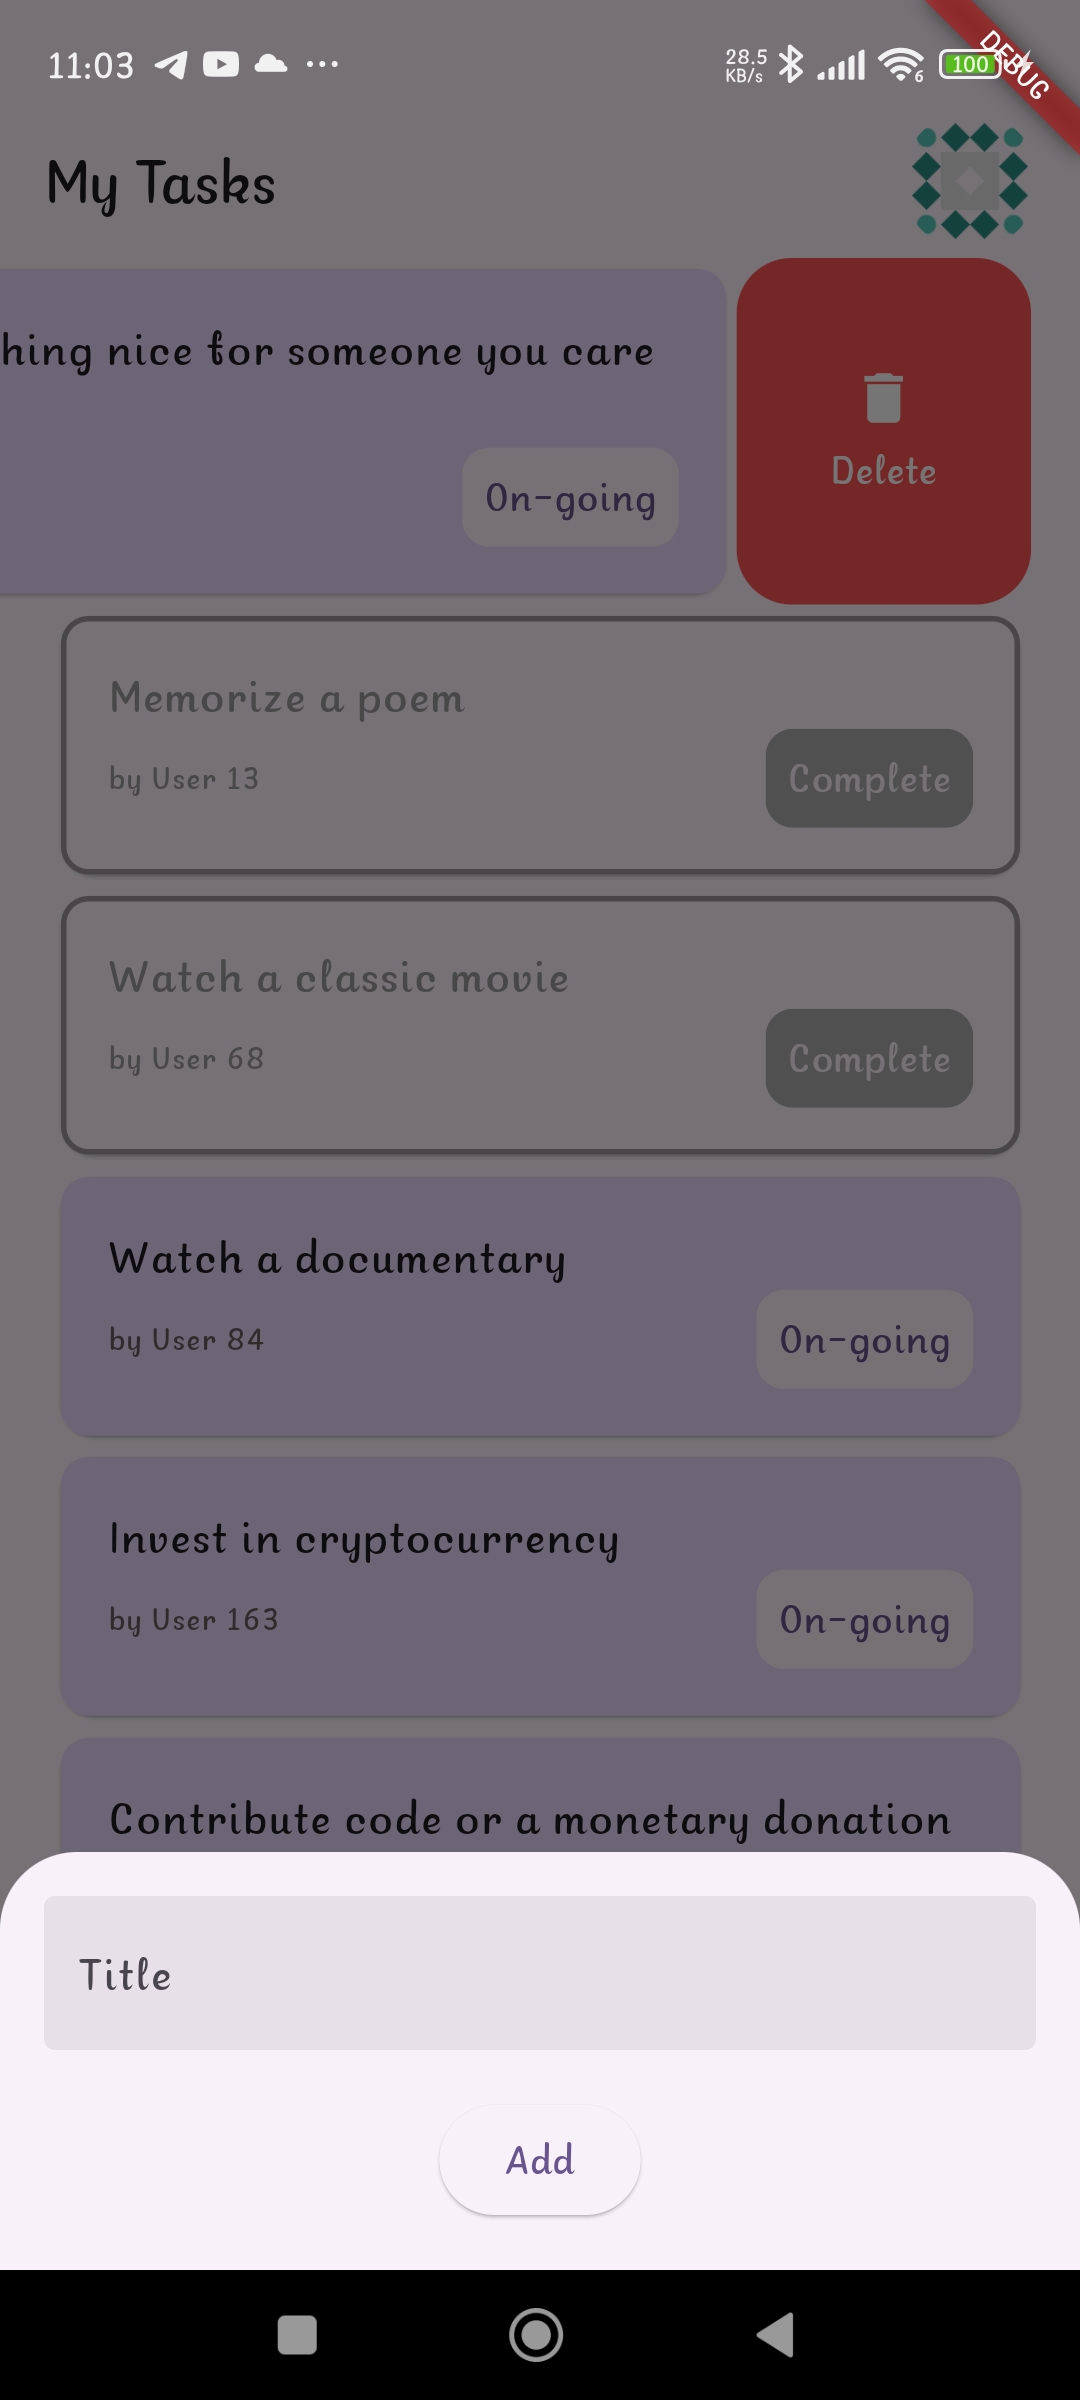 11:03
28.5
KB/s
6
100
DEBUG
My Tasks
hing nice for someone you care
On-going
Delete
Memorize a poem
by User 13
Complete
Watch a classic movie
by User 68
Complete
Watch a documentary
by User 84
On-going
Invest in cryptocurrency
by User 163
On-going
Contribute code or a monetary donation
Title
Add